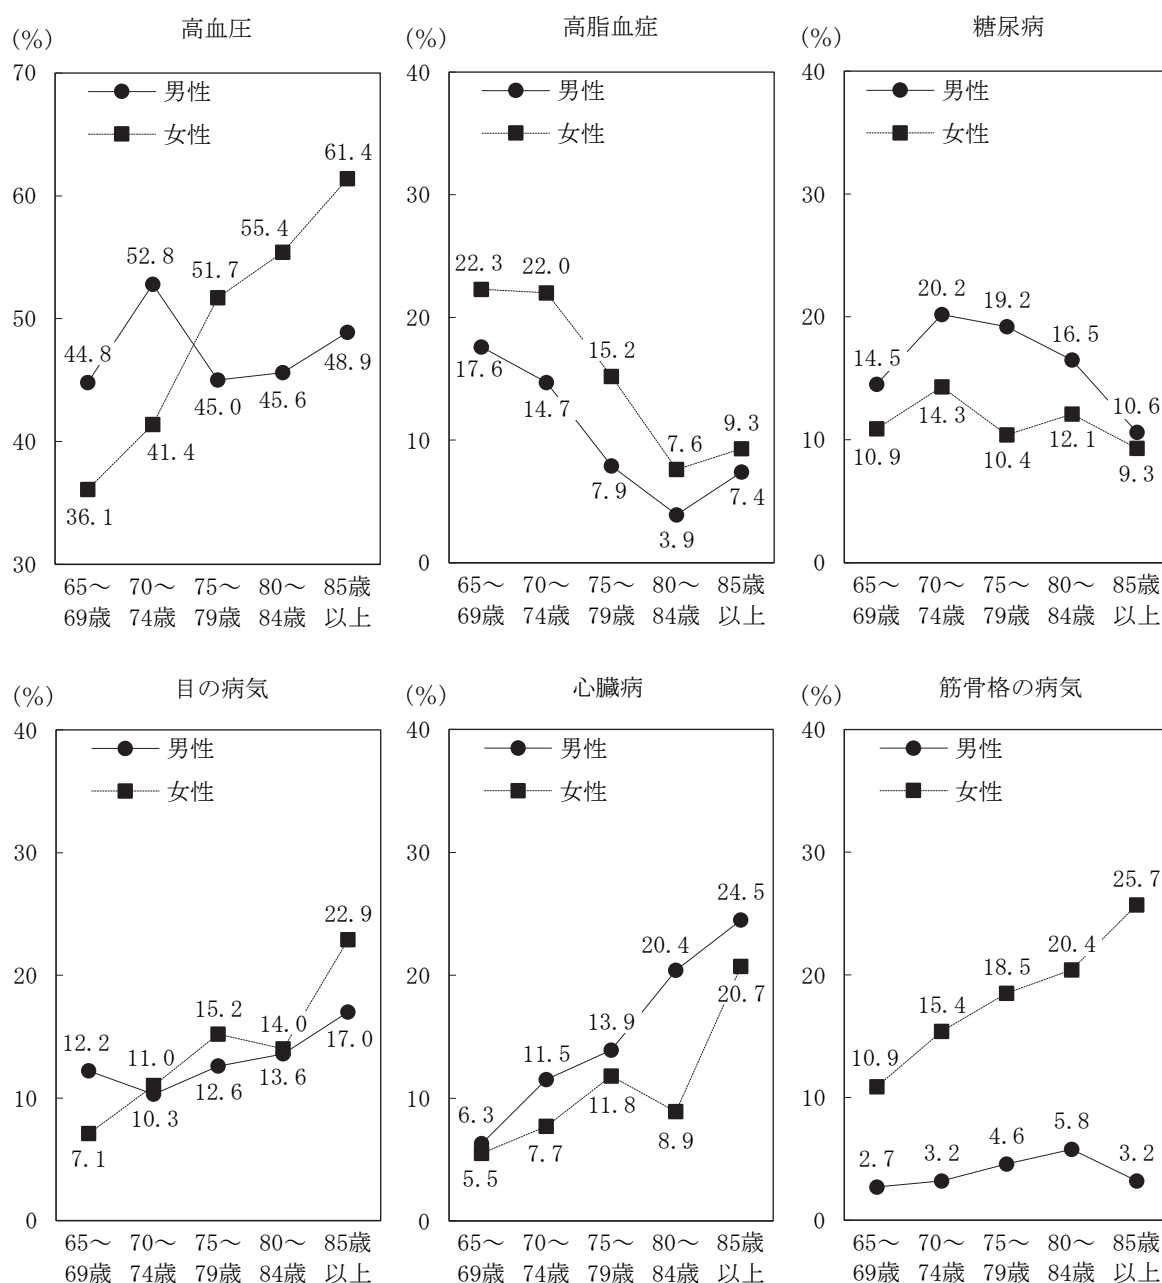 高血圧
(%)
70
60
50
40
30
男性
女性
61.4
55.4
52.8
51.7
44.8
48.9
45.0
45.6
41.4
36.1
65～
69歳
70～
74歳
75～
79歳
80～
84歳
85歳
以上
高脂血症
(%)
40
30
20
10
0
男性
女性
22.3
22.0
17.6
15.2
14.7
9.3
7.6
7.9
7.4
3.9
65～
69歳
70～
74歳
75～
79歳
80～
84歳
85歳
以上
糖尿病
(%)
40
30
20
10
0
男性
女性
20.2
19.2
14.5
16.5
10.6
14.3
12.1
10.9
10.4
9.3
65～
69歳
70～
74歳
75～
79歳
80～
84歳
85歳
以上
目の病気
(%)
40
30
20
10
0
男性
女性
22.9
15.2
14.0
12.2
11.0
17.0
13.6
12.6
10.3
7.1
65～
69歳
70～
74歳
75～
79歳
80～
84歳
85歳
以上
心臓病
(%)
40
30
20
10
0
男性
女性
24.5
20.4
20.7
13.9
11.5
11.8
6.3
8.9
7.7
5.5
65～
69歳
70～
74歳
75～
79歳
80～
84歳
85歳
以上
筋骨格の病気
(%)
40
30
20
10
0
男性
女性
25.7
20.4
18.5
15.4
10.9
5.8
4.6
3.2
2.7
3.2
65～
69歳
70～
74歳
75～
79歳
80～
84歳
85歳
以上